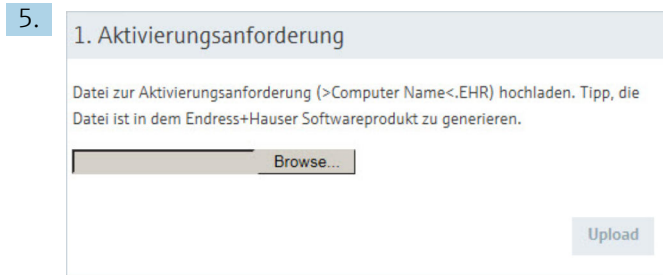 5.
1. Aktivierungsanforderung
Datei zur Aktivierungsanforderung (>Computer Name<.EHR) hochladen. Tipp, die
Datei ist in dem Endress+Hauser Softwareprodukt zu generieren.
Browse...
Upload